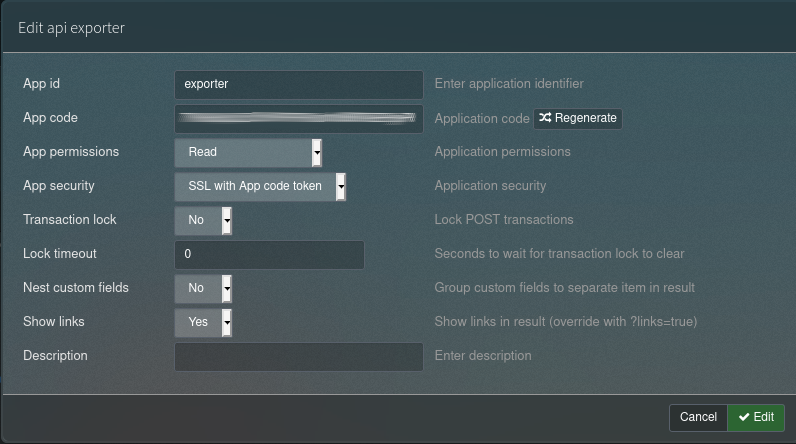 Edit api exporter
App id exporter Enter application identifier
App code Application code Regenerate
App permissions Read Application permissions
App security SSL with App code token Application security
Transaction lock No Lock POST transactions
Lock timeout 0 Seconds to wait for transaction lock to clear
Nest custom fields No Group custom fields to separate item in result
Show links Yes Show links in result (override with ?links=true)
Description Enter description
Cancel Edit